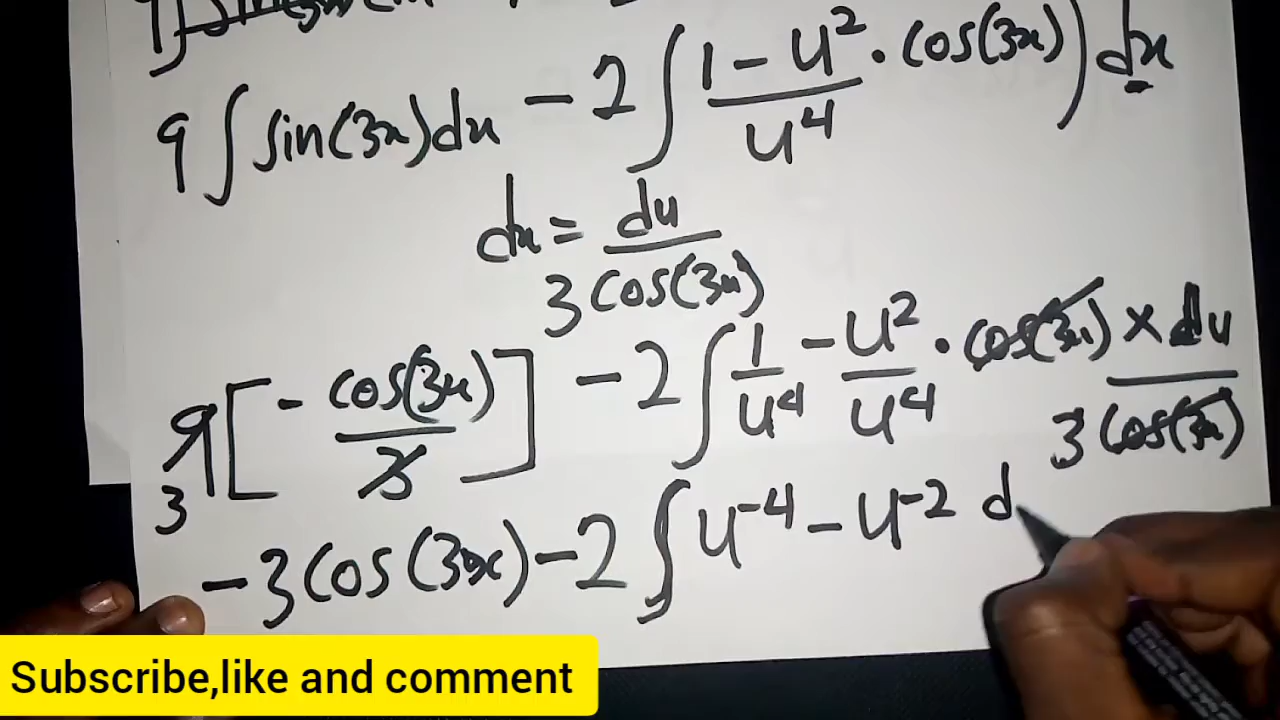 9∫sin(3x)dx - 2∫(1-u²)/u⁴ · cos(3x)) dx
dx = du/3cos(3x)
9[-cos(3x)/3] - 2∫1/u⁴ - u²/u⁴ · cos(3x) × du/3cos(3x)
3
-3cos(3x) - 2∫u⁻⁴ - u⁻² d
Subscribe,like and comment